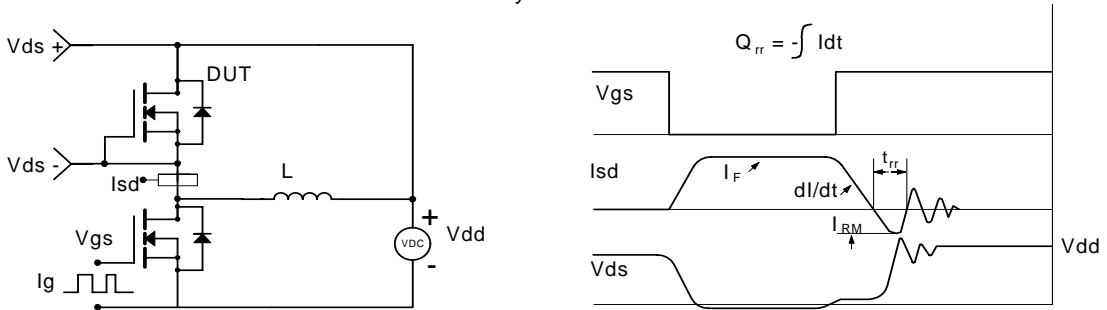 Vds +
DUT
Vds -
Isd
L
Vgs
Ig
VDC
+
-
Vdd
Q rr = -∫ Idt
Vgs
Isd
I F
dI/dt
t rr
I RM
Vds
Vdd